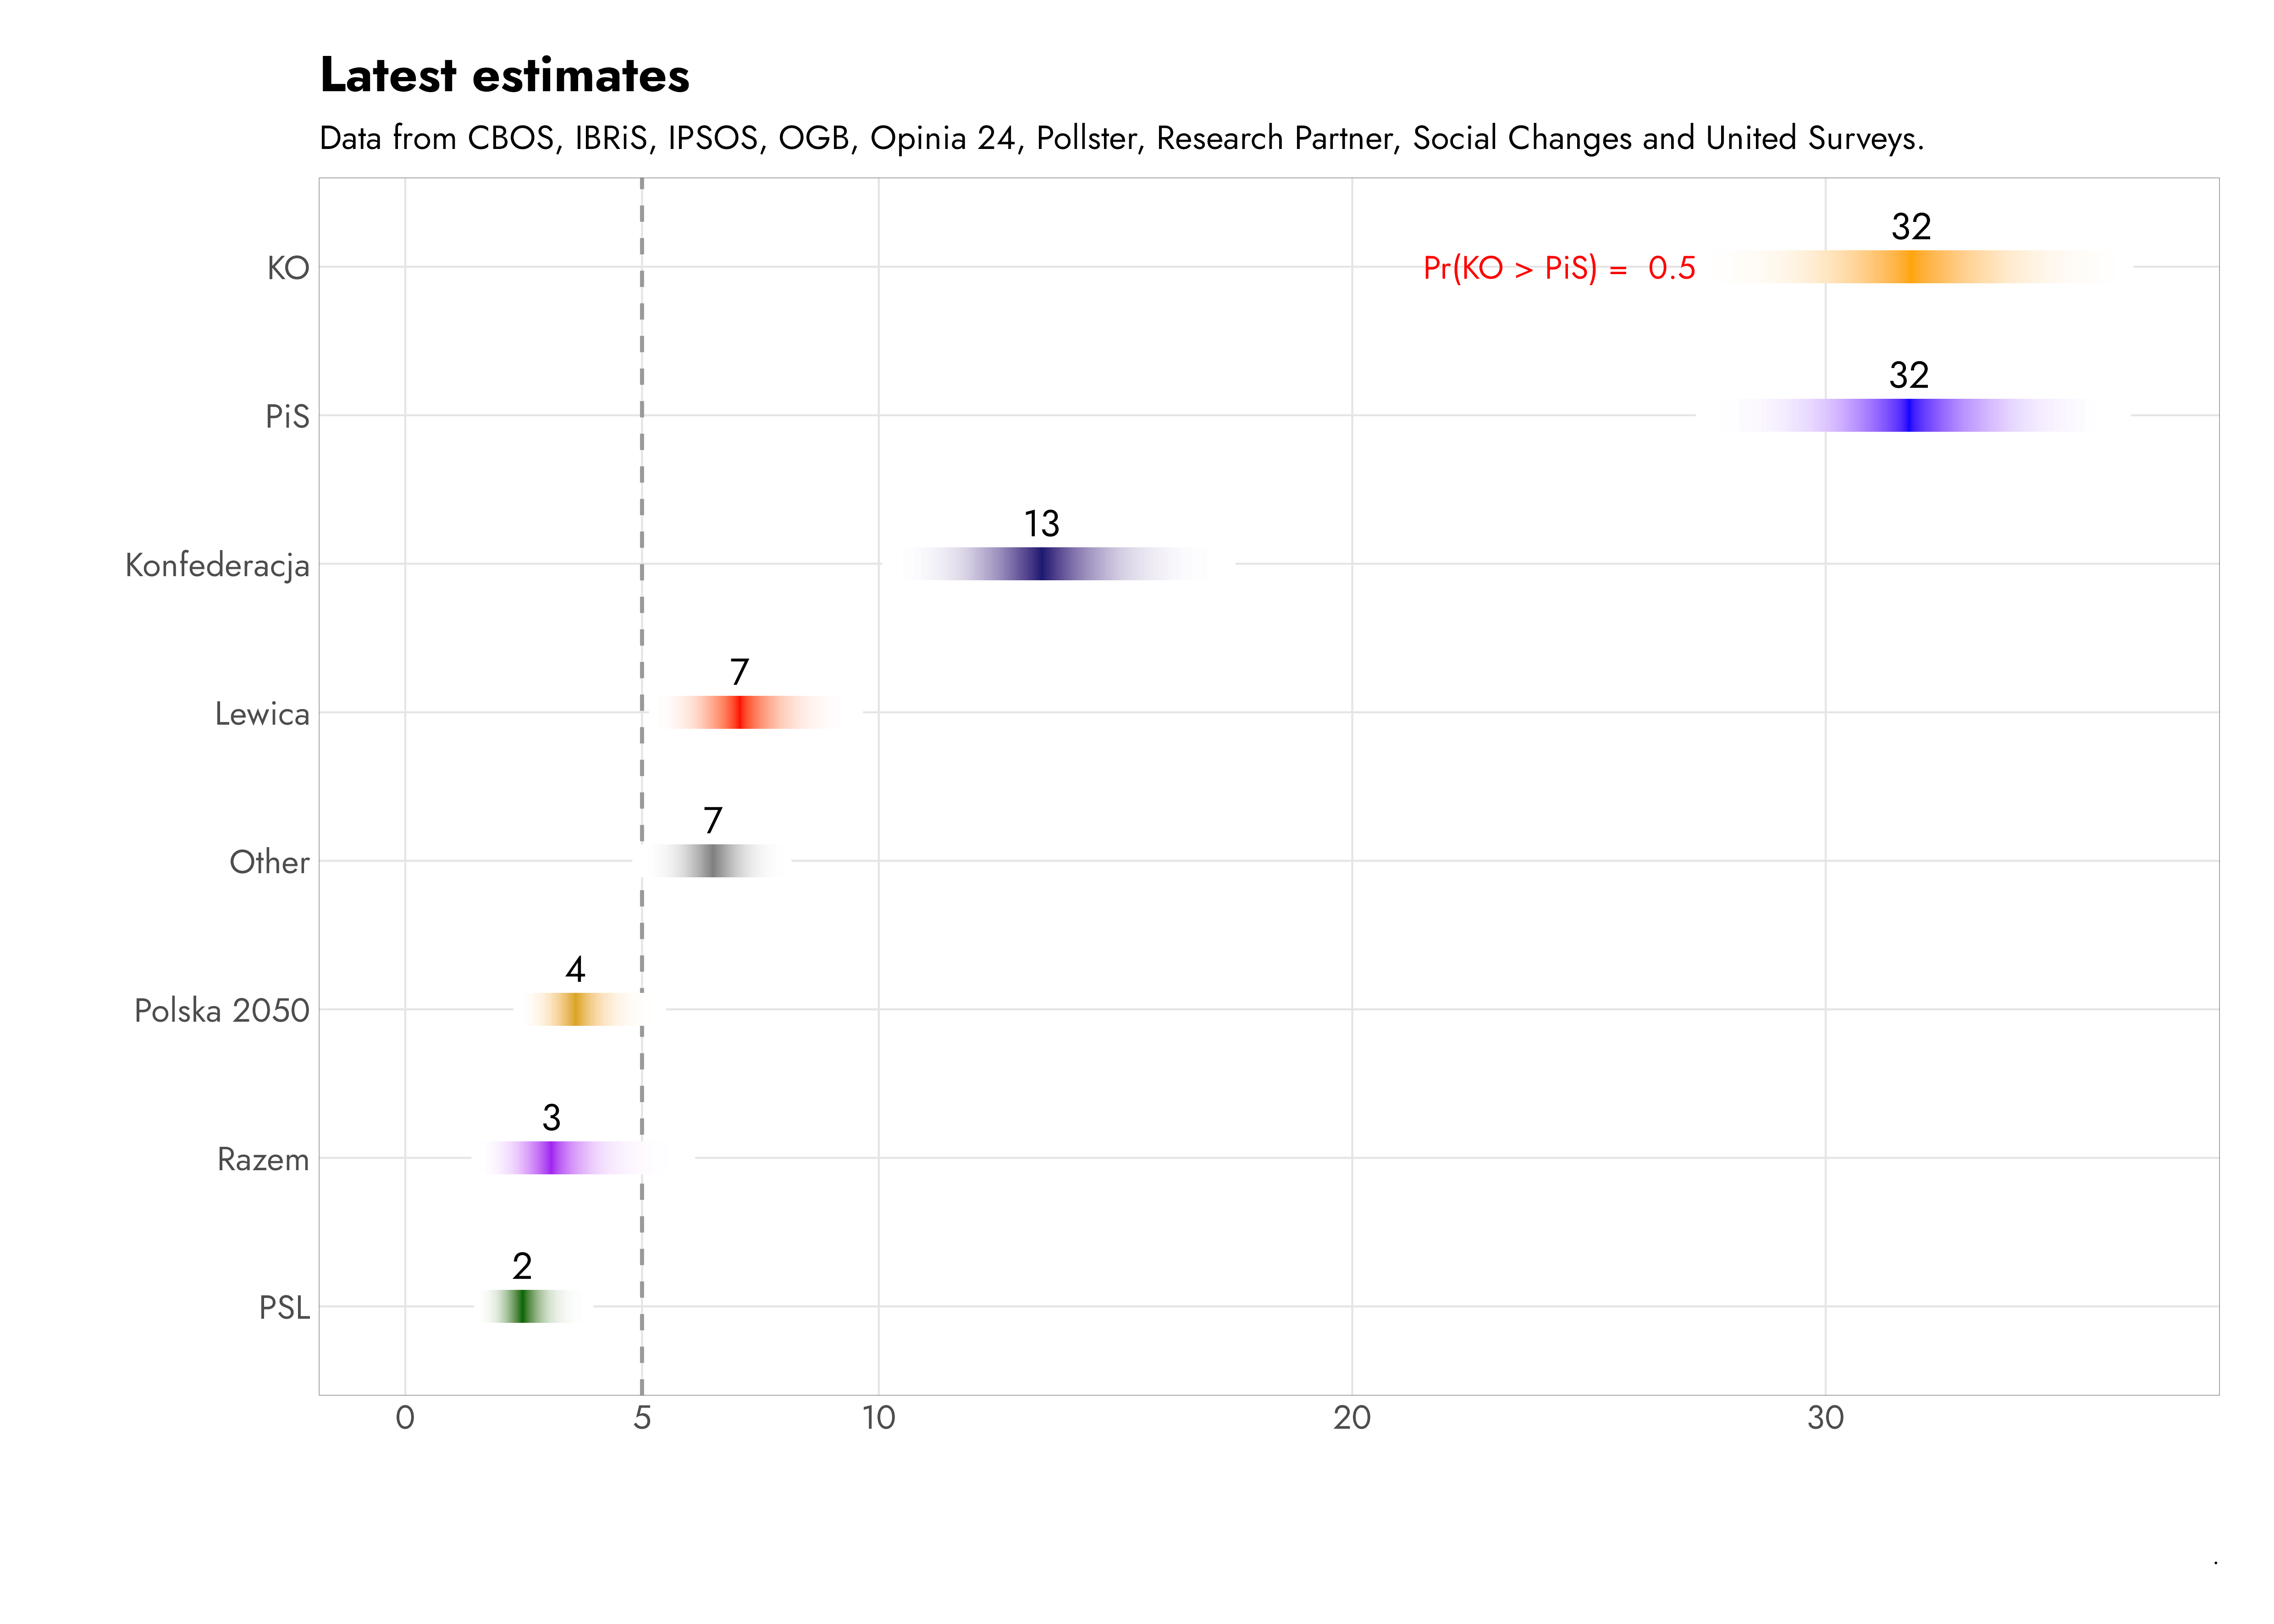 Latest estimates
Data from CBOS, IBRiS, IPSOS, OGB, Opinia 24, Pollster, Research Partner, Social Changes and United Surveys.
32
KO
Pr(KO > PiS) = 0.5
32
PiS
13
Konfederacja
7
Lewica
7
Other
4
Polska 2050
3
Razem
2
PSL
0 5 10 20 30
.